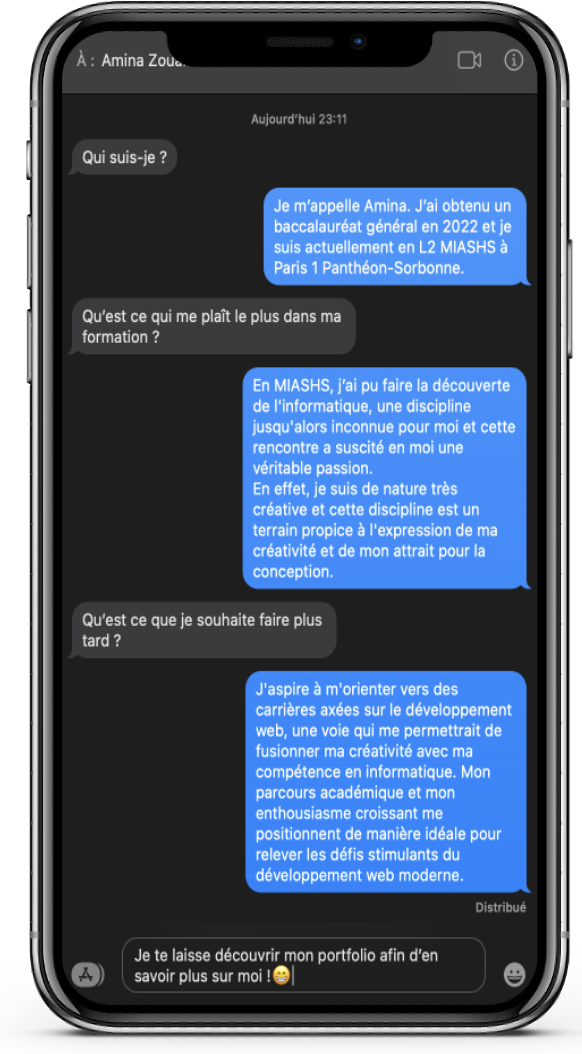 À : Amina
Aujourd'hui 23:11
Qui suis-je ?
Je m'appelle Amina. J'ai obtenu un
baccalauréat général en 2022 et je
suis actuellement en L2 MIASHS à
Paris 1 Panthéon-Sorbonne.
Qu'est ce qui me plaît le plus dans ma
formation ?
En MIASHS, j'ai pu faire la découverte
de l'informatique, une discipline
jusqu'alors inconnue pour moi et cette
rencontre a suscité en moi une
véritable passion.
En effet, je suis de nature très
créative et cette discipline est un
terrain propice à l'expression de ma
créativité et de mon attrait pour la
conception.
Qu'est ce que je souhaite faire plus
tard ?
J'aspire à m'orienter vers des
carrières axées sur le développement
web, une voie qui me permettrait de
fusionner ma créativité avec ma
compétence en informatique. Mon
parcours académique et mon
enthousiasme croissant me
positionnent de manière idéale pour
relever les défis stimulants du
développement web moderne.
Distribué
Je te laisse découvrir mon portfolio afin d'en
savoir plus sur moi !😁